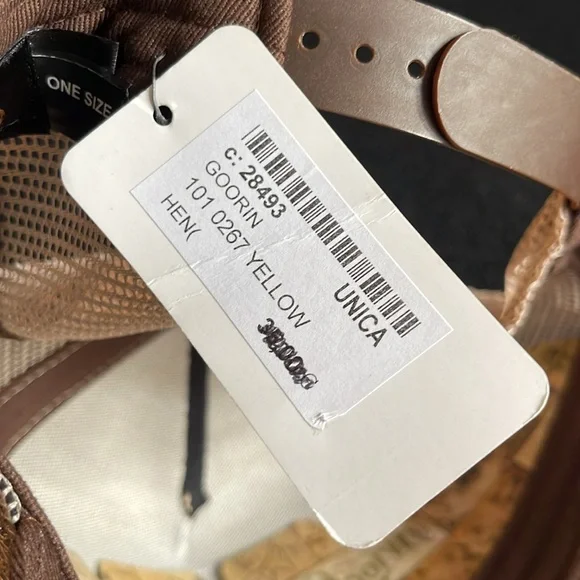 ONE SIZE
c: 28493
GOORIN
101 0267 YELLOW
HEN(
UNICA